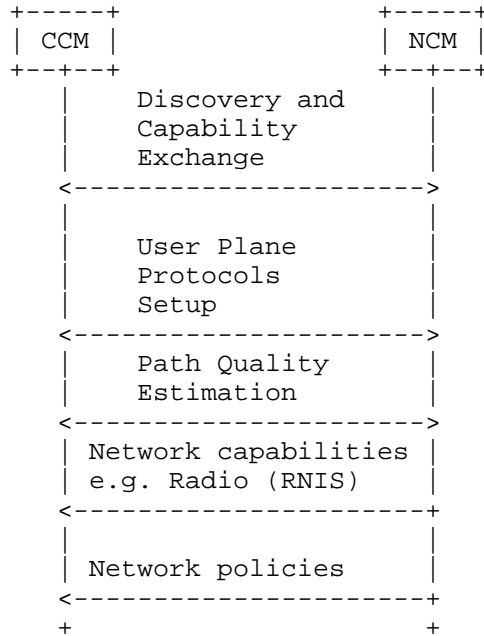 CCM NCM
Discovery and
Capability
Exchange
User Plane
Protocols
Setup
Path Quality
Estimation
Network capabilities
e.g. Radio (RNIS)
Network policies